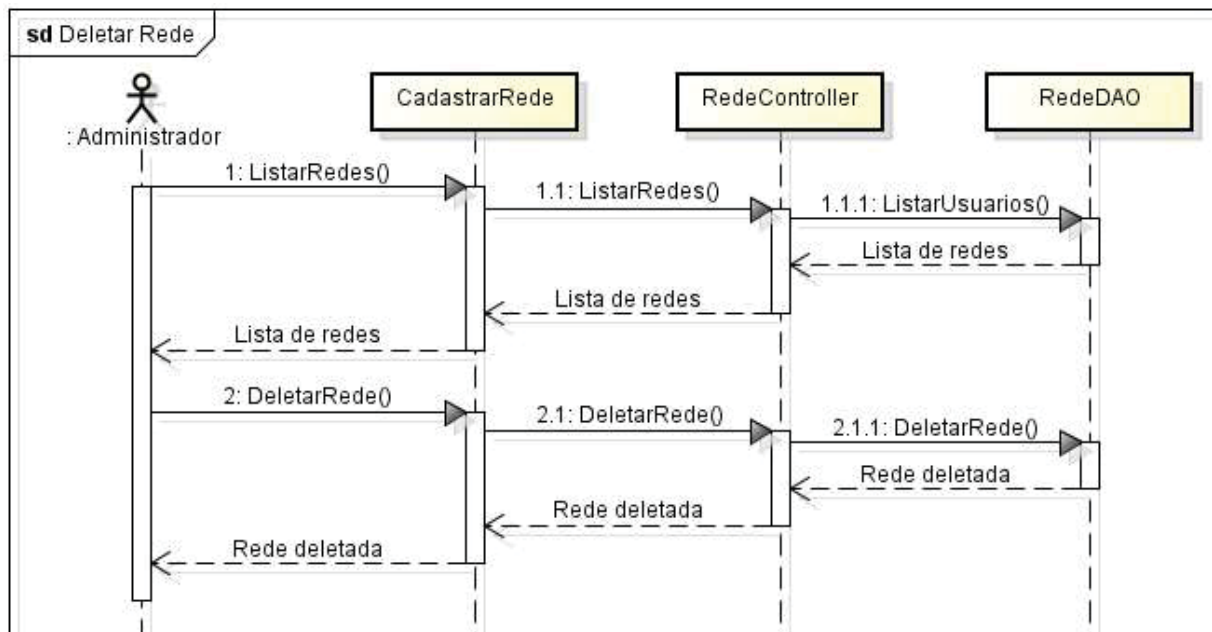 sd Deletar Rede
CadastrarRede
RedeController
RedeDAO
: Administrador
1: ListarRedes()
1.1: ListarRedes()
1.1.1: ListarUsuarios()
Lista de redes
Lista de redes
Lista de redes
2: DeletarRede()
2.1: DeletarRede()
2.1.1: DeletarRede()
Rede deletada
Rede deletada
Rede deletada